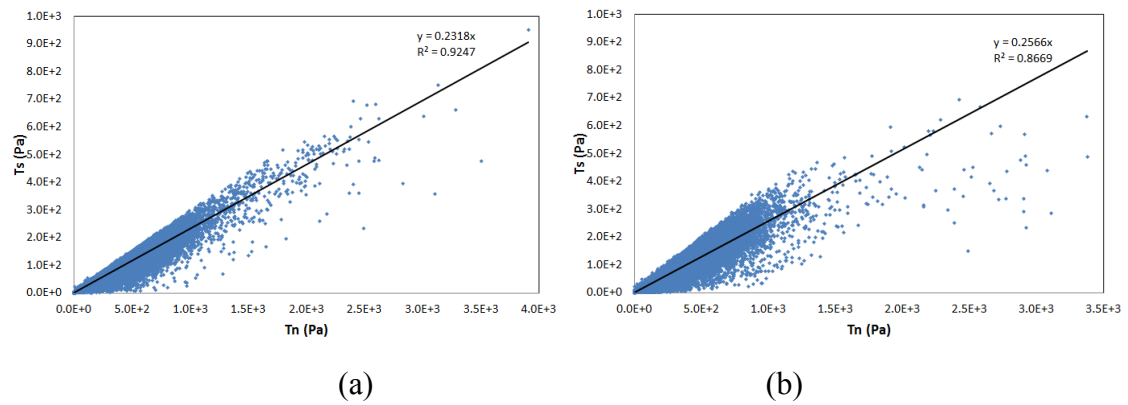 1.0E+3
9.0E+2
8.0E+2
7.0E+2
6.0E+2
5.0E+2
4.0E+2
3.0E+2
2.0E+2
1.0E+2
0.0E+0
Ts (Pa)
y = 0.2318x
R² = 0.9247
0.0E+0 5.0E+2 1.0E+3 1.5E+3 2.0E+3 2.5E+3 3.0E+3 3.5E+3 4.0E+3
Tn (Pa)
(a)
1.0E+3
9.0E+2
8.0E+2
7.0E+2
6.0E+2
5.0E+2
4.0E+2
3.0E+2
2.0E+2
1.0E+2
0.0E+0
Ts (Pa)
y = 0.2566x
R² = 0.8669
0.0E+0 5.0E+2 1.0E+3 1.5E+3 2.0E+3 2.5E+3 3.0E+3 3.5E+3
Tn (Pa)
(b)